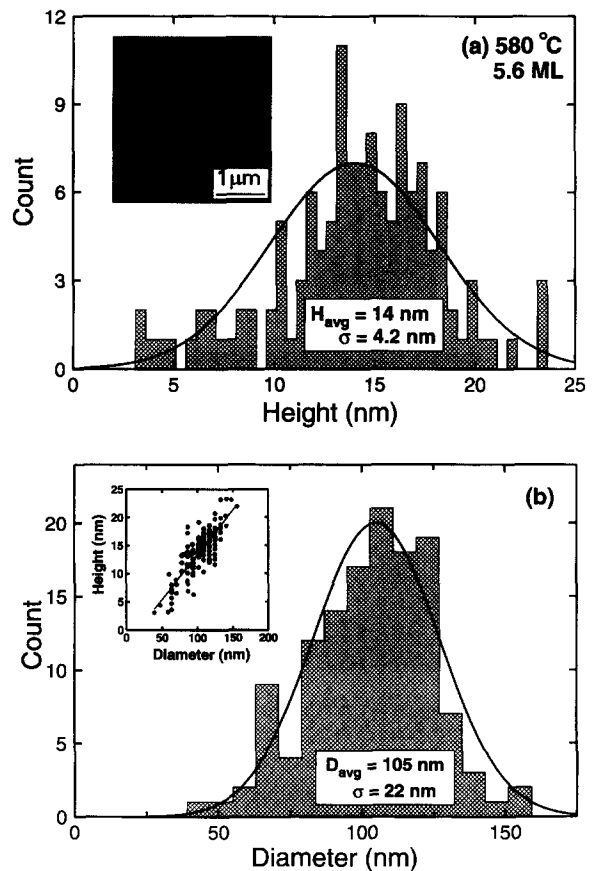 12
(a) 580 °C
5.6 ML
9
1μm
Count
6
3
H_avg = 14 nm
σ = 4.2 nm
0
0 5 10 15 20 25
Height (nm)
(b)
25
20
15
10
5
0
Height (nm)
0 50 100 150 200
Diameter (nm)
20
15
Count
10
5
D_avg = 105 nm
σ = 22 nm
0
0 50 100 150
Diameter (nm)